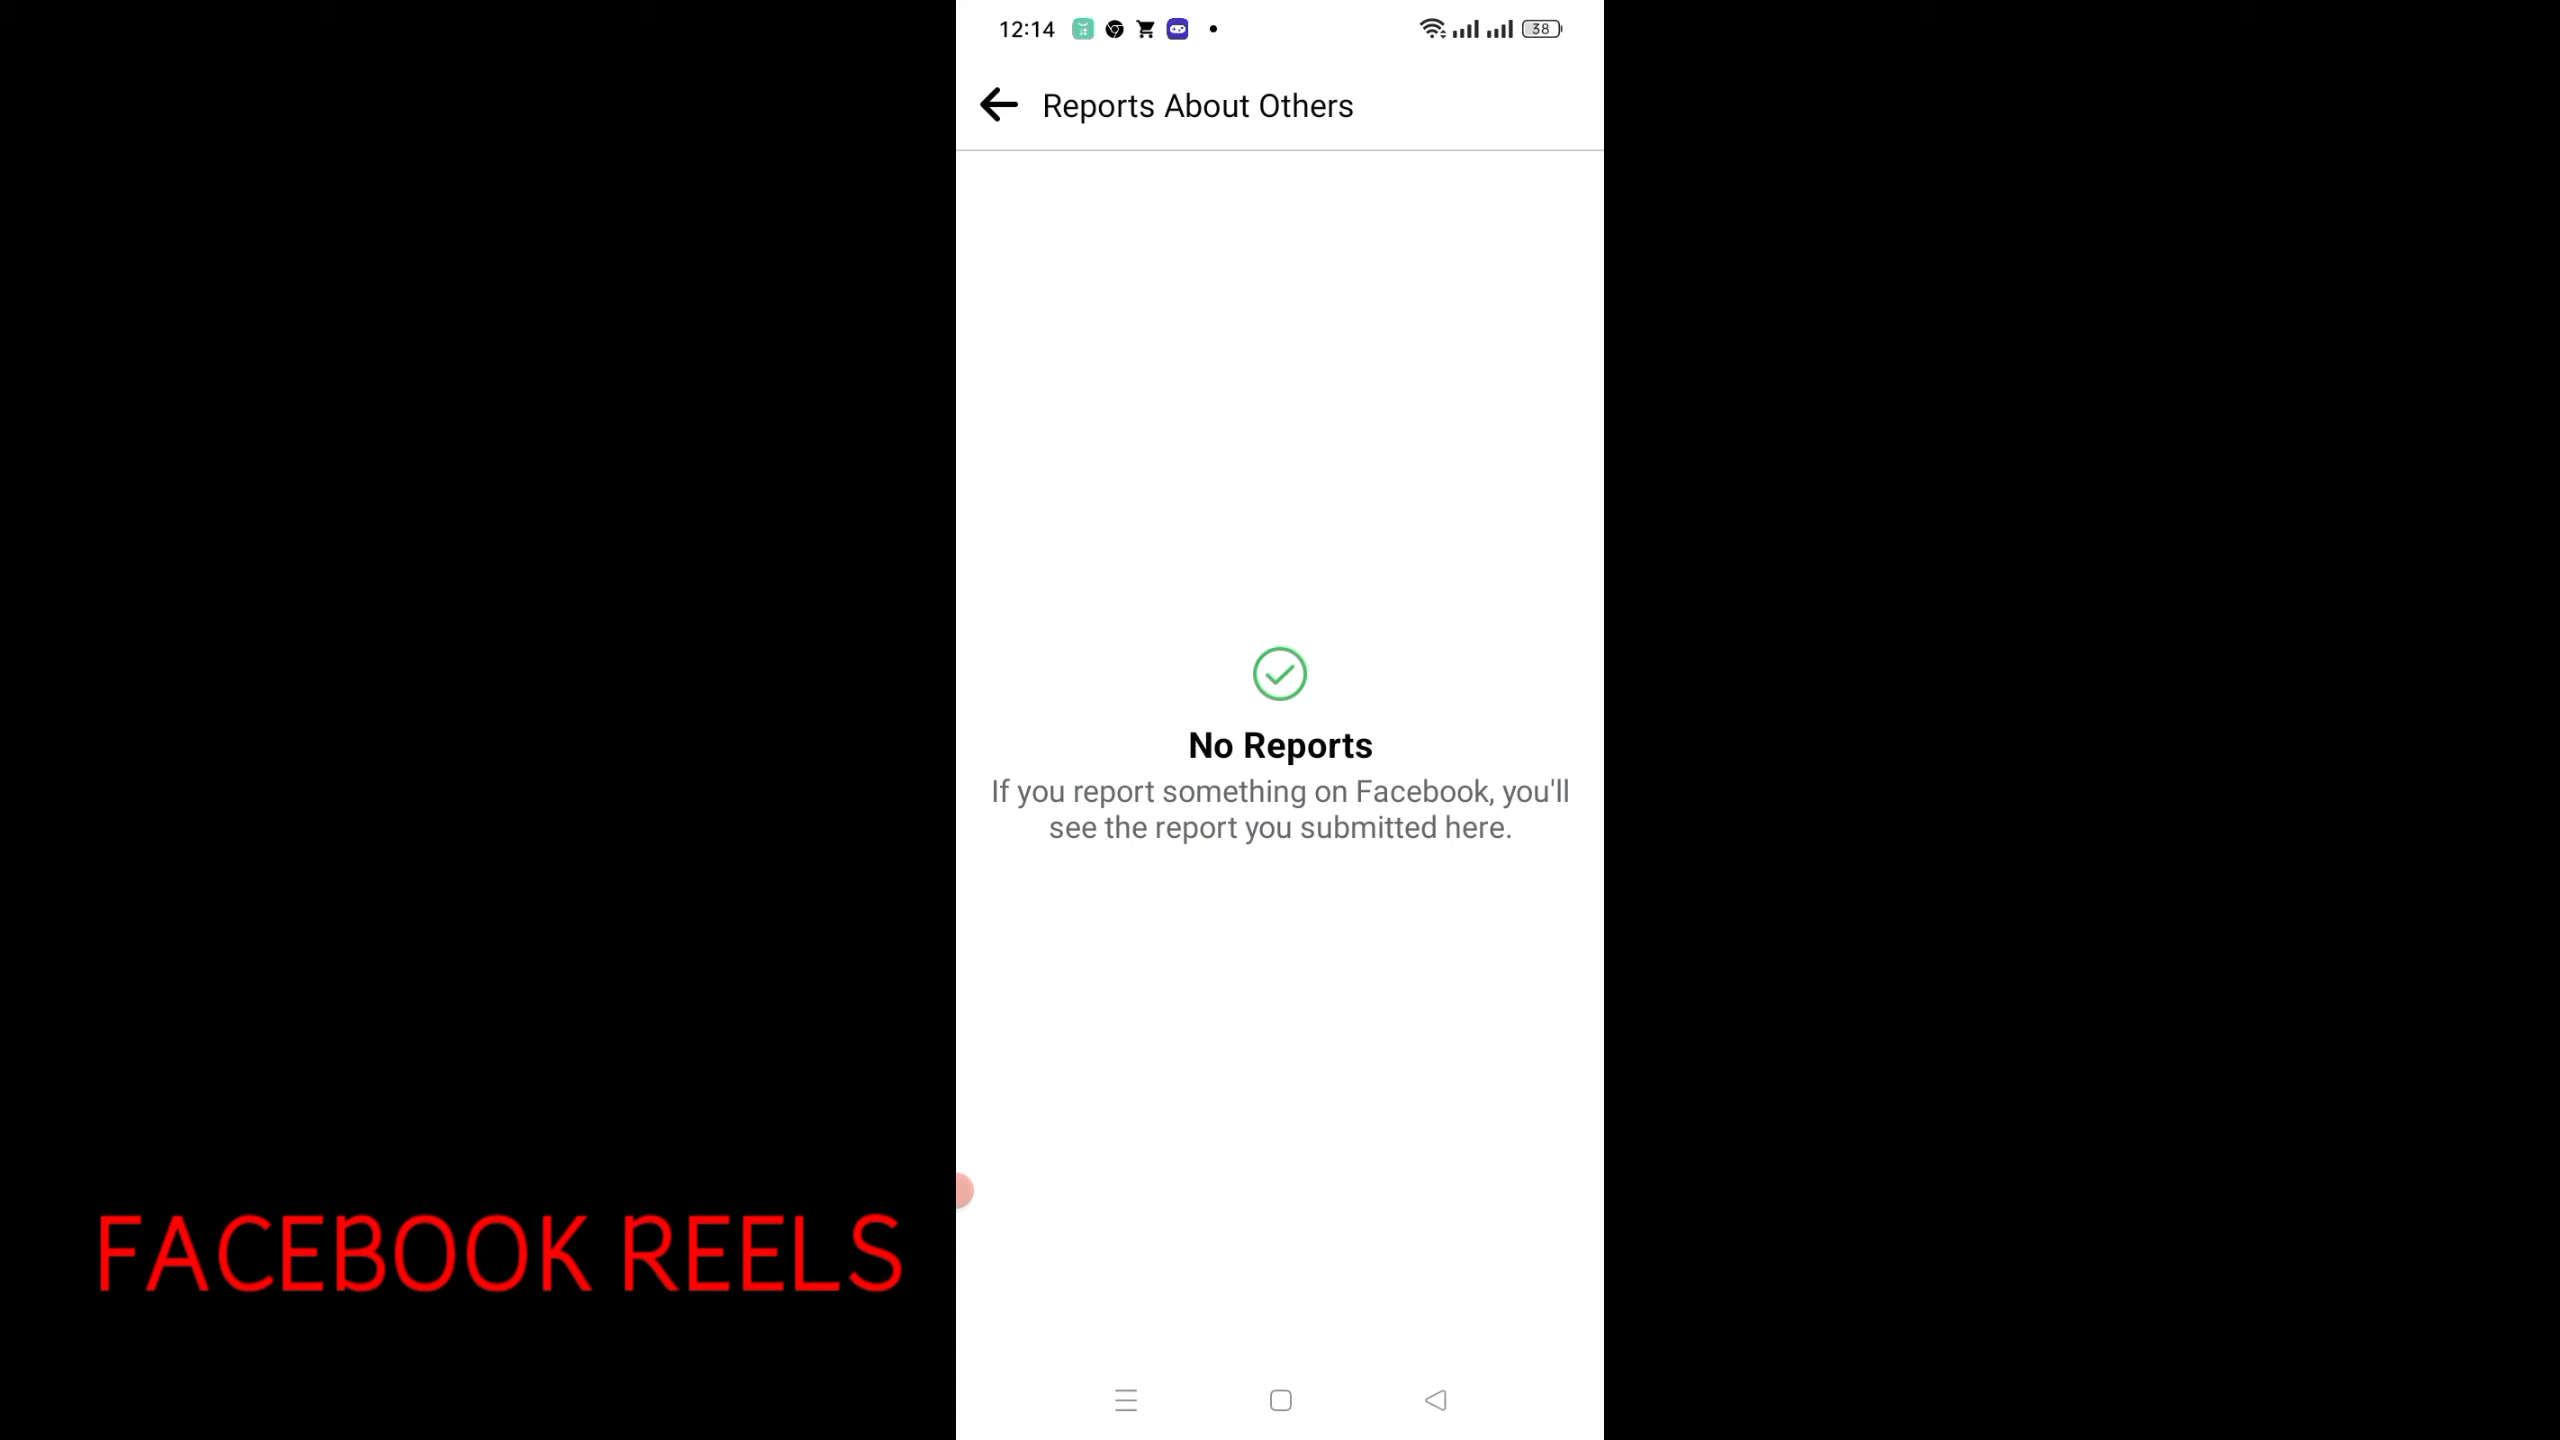 12:14
38
Reports About Others
No Reports
If you report something on Facebook, you'll
see the report you submitted here.
FACEBOOK REELS